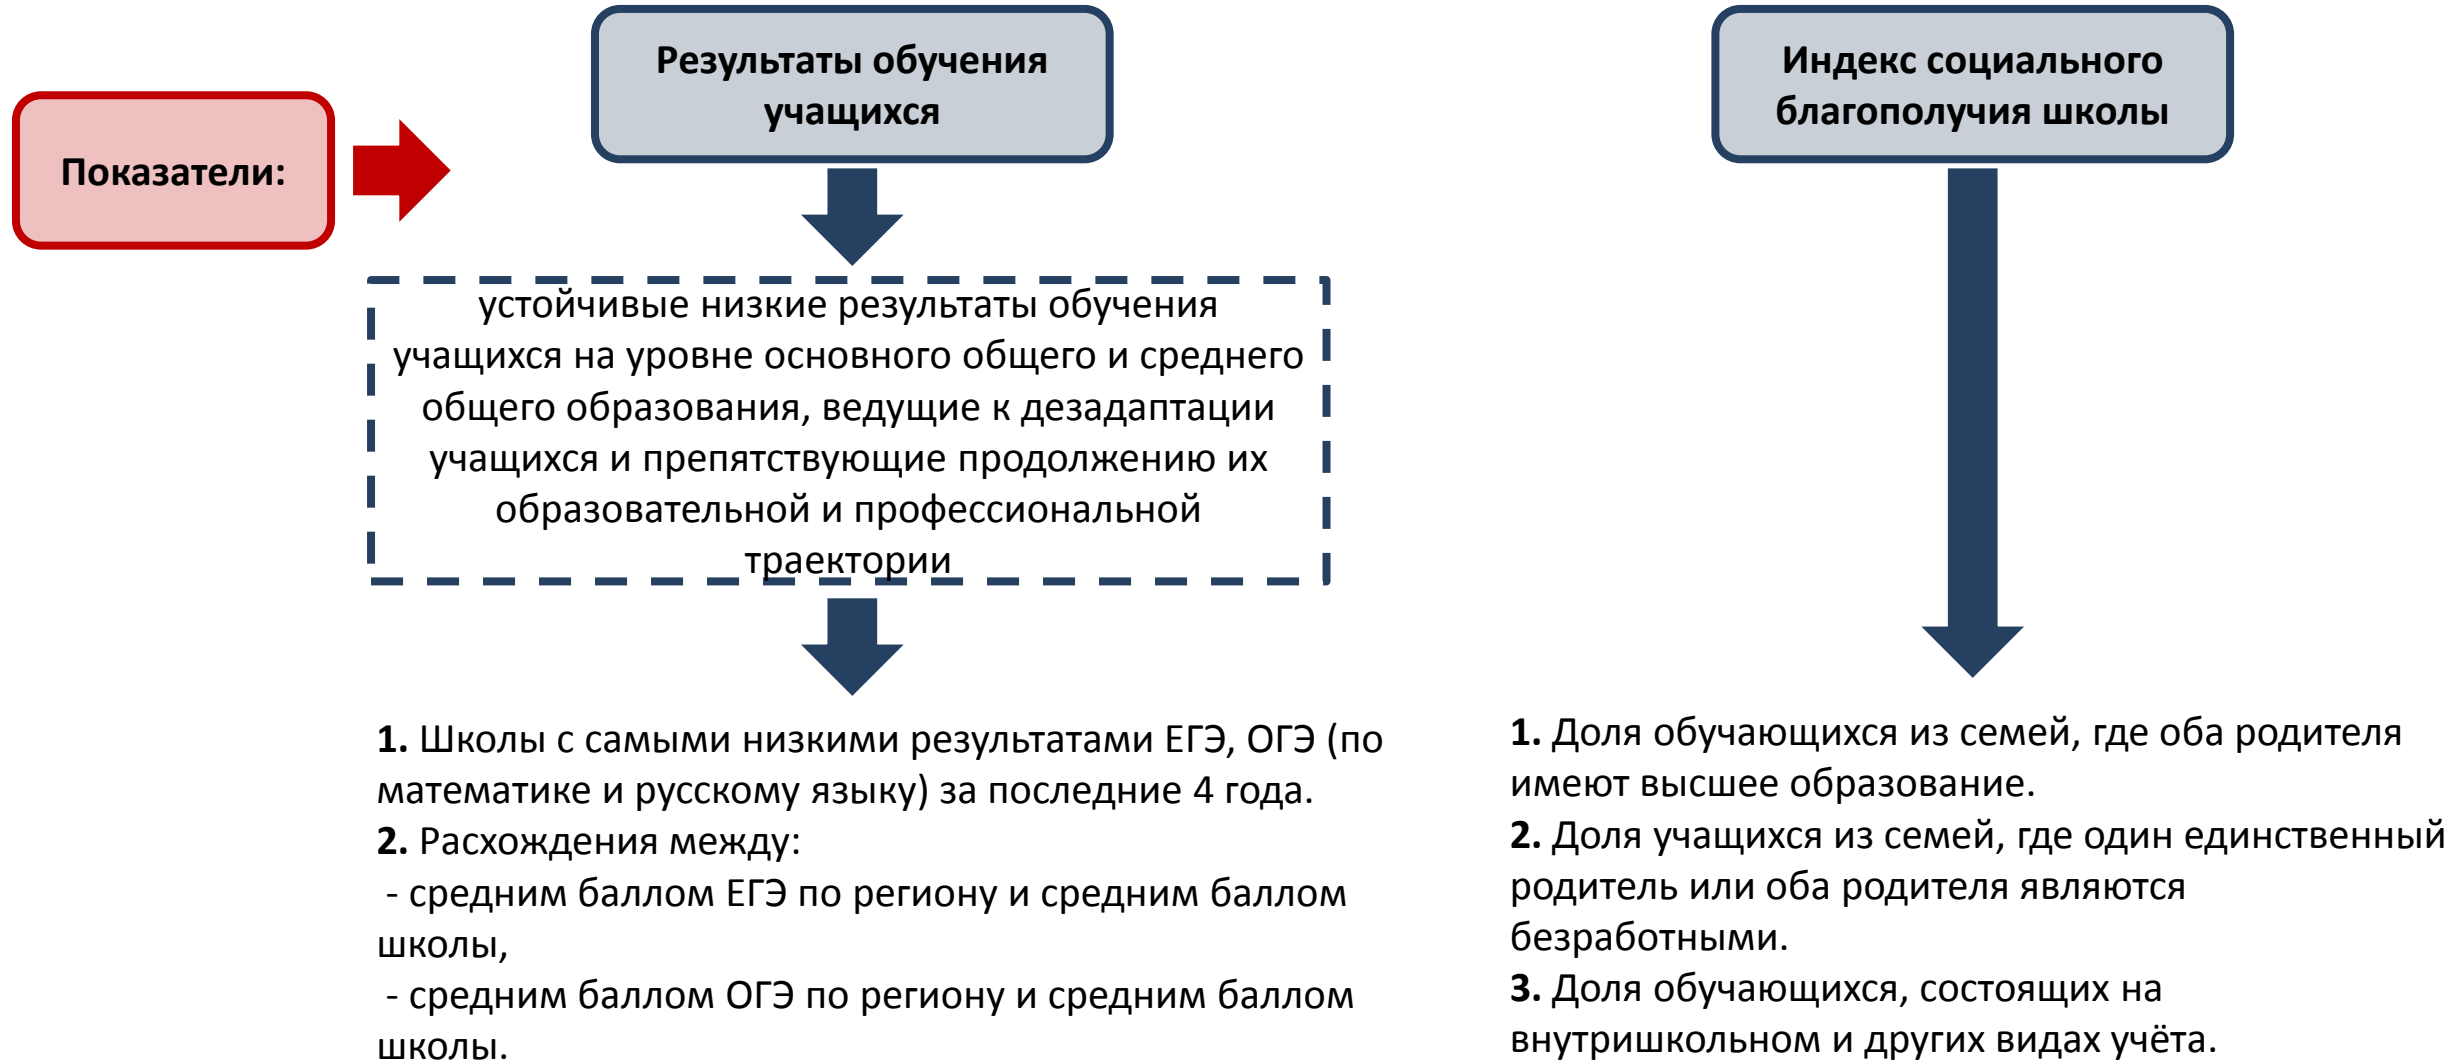 Показатели:
Результаты обучения
учащихся
устойчивые низкие результаты обучения
учащихся на уровне основного общего и среднего
общего образования, ведущие к дезадаптации
учащихся и препятствующие продолжению их
образовательной и профессиональной
траектории
1. Школы с самыми низкими результатами ЕГЭ, ОГЭ (по
математике и русскому языку) за последние 4 года.
2. Расхождения между:
- средним баллом ЕГЭ по региону и средним баллом
школы,
- средним баллом ОГЭ по региону и средним баллом
школы.
Индекс социального
благополучия школы
1. Доля обучающихся из семей, где оба родителя
имеют высшее образование.
2. Доля учащихся из семей, где один единственный
родитель или оба родителя являются
безработными.
3. Доля обучающихся, состоящих на
внутришкольном и других видах учёта.